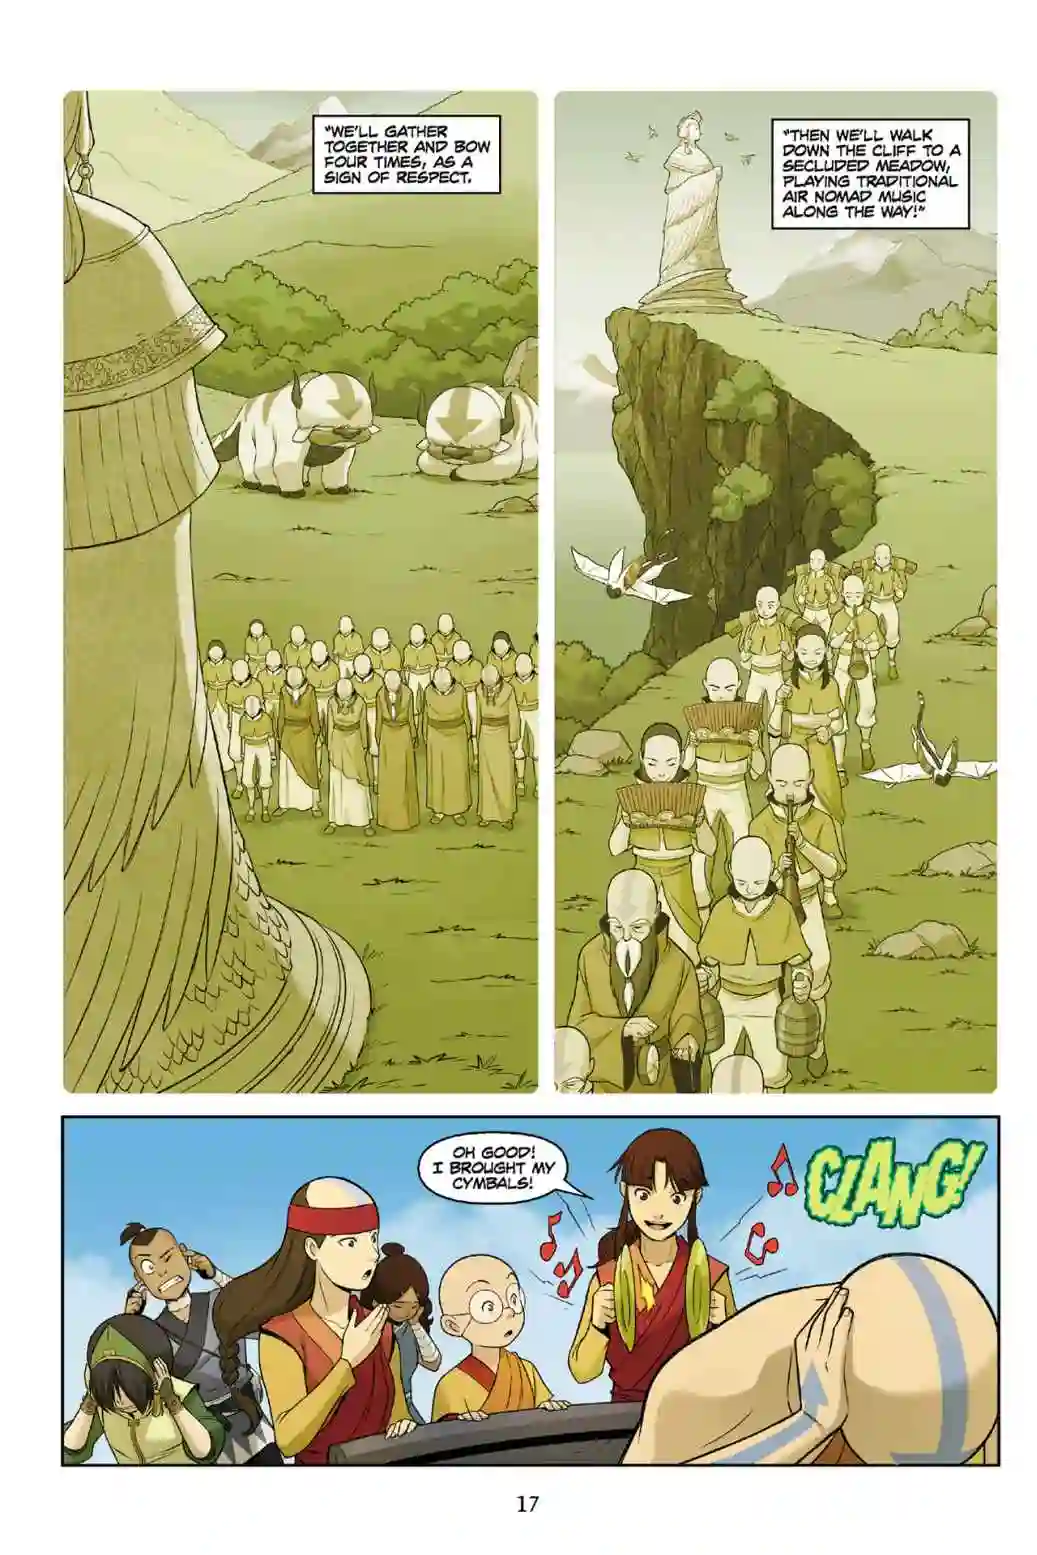 "WE'LL GATHER
TOGETHER AND BOW
FOUR TIMES, AS A
SIGN OF RESPECT.
"THEN WE'LL WALK
DOWN THE CLIFF TO A
SECLUDED MEADOW,
PLAYING TRADITIONAL
AIR NOMAD MUSIC
ALONG THE WAY!"
OH GOOD!
I BROUGHT MY
CYMBALS!
CLANG!
17